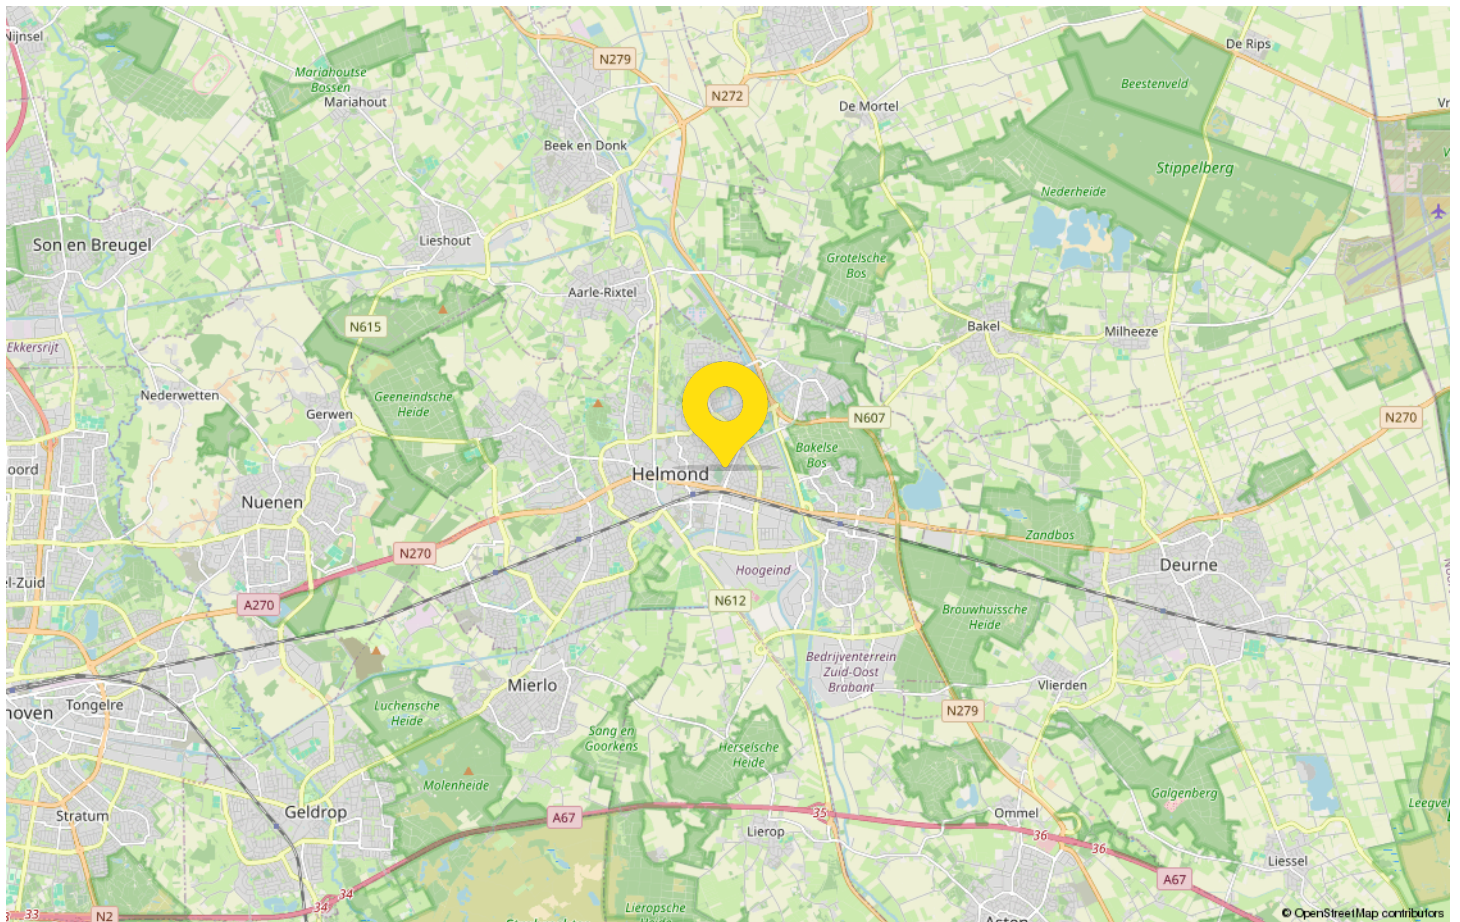 Nijnsel
De Rips
N279
Mariahoutse
Bossen
Beestenveld
N272
Mariahout
De Mortel
Beek en Donk
Stippelberg
Nederheide
Lieshout
Son en Breugel
Grotelsche
Bos
Aarle-Rixtel
N615
Bakel
Milheeze
Ekkersrijt
Nederwetten
Geeneindsche
Heide
Gerwen
N607
N270
Bakelse
Bos
Helmond
Nuenen
Zandbos
N270
Deurne
Hoogeind
A270
N612
Brouwhuissche
Heide
Bedrijventerrein
Zuid-Oost
Brabant
Mierlo
Vlierden
Tongelre
Luchensche
Heide
N279
Sang en
Goorkens
Herselsche
Heide
Molenheide
Galgenberg
Geldrop
Stratum
A67
35
Ommel
Lierop
36
36
Liessel
A67
34
34
33
N2
Lieropsche
© OpenStreetMap contributors